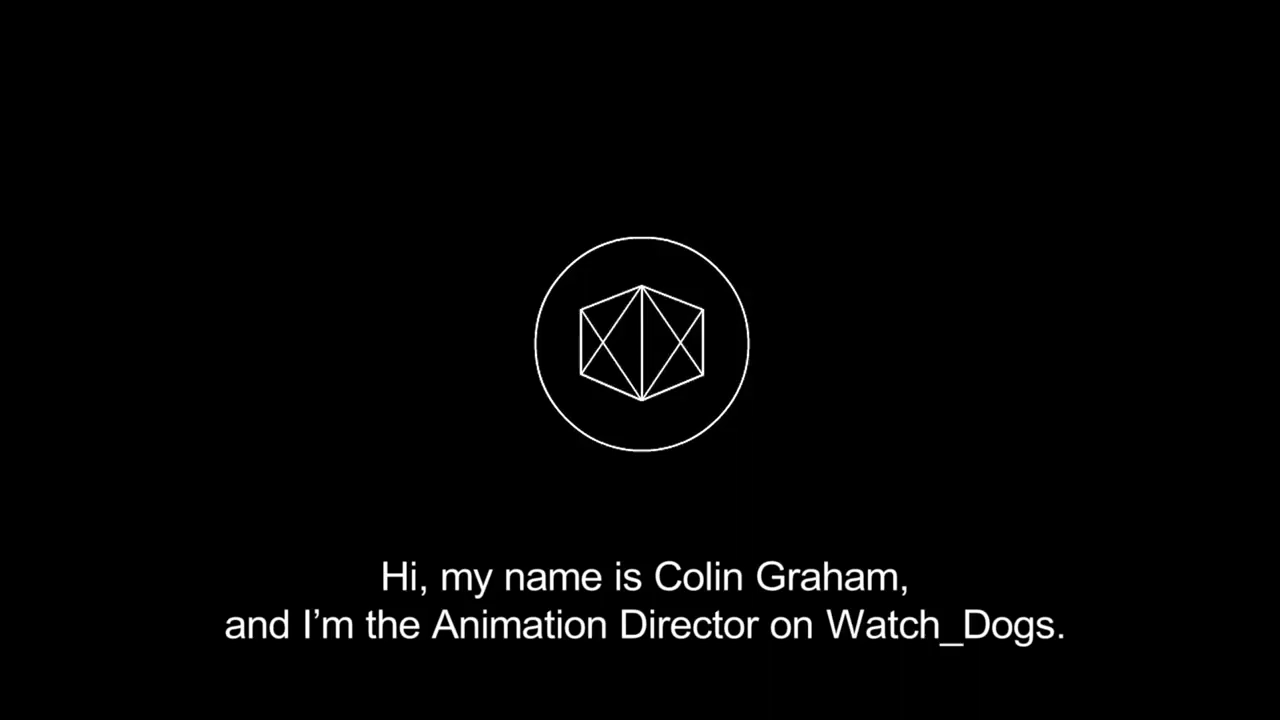 Hi, my name is Colin Graham,
and I’m the Animation Director on Watch_Dogs.